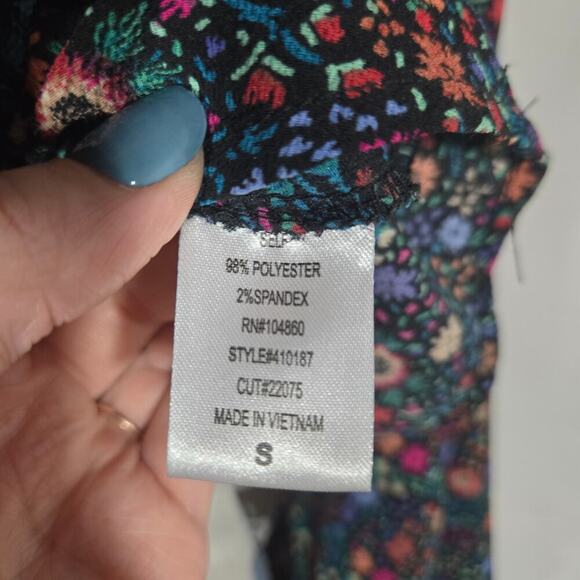 SELF
98% POLYESTER
2%SPANDEX
RN#104860
STYLE#410187
CUT#22075
MADE IN VIETNAM
S